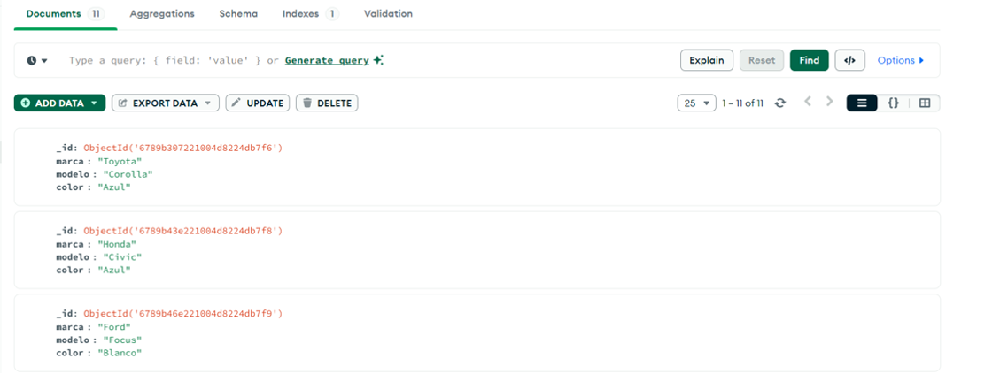 Documents 11 Aggregations Schema Indexes 1 Validation
Type a query: { field: 'value' } or Generate query Explain Reset Find </> Options
ADD DATA EXPORT DATA UPDATE DELETE 25 1 – 11 of 11 {}
_id: ObjectId('6789b307221004d8224db7f6')
marca : "Toyota"
modelo : "Corolla"
color : "Azul"
_id: ObjectId('6789b43e221004d8224db7f8')
marca : "Honda"
modelo : "Civic"
color : "Azul"
_id: ObjectId('6789b46e221004d8224db7f9')
marca : "Ford"
modelo : "Focus"
color : "Blanco"